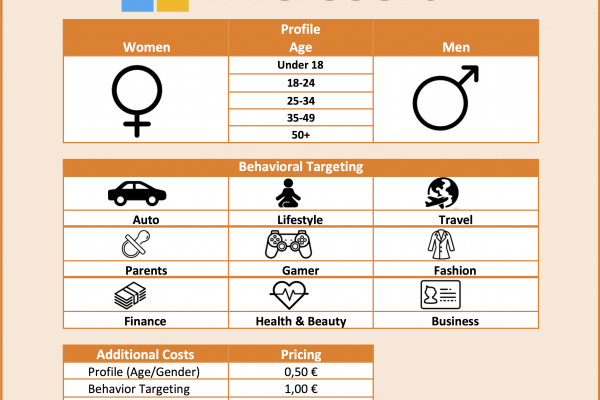 Profile
Women Age Men
Under 18
18-24
25-34
35-49
50+
Behavioral Targeting
Auto Lifestyle Travel
Parents Gamer Fashion
Finance Health & Beauty Business
Additional Costs Pricing
Profile (Age/Gender) 0,50 €
Behavior Targeting 1,00 €